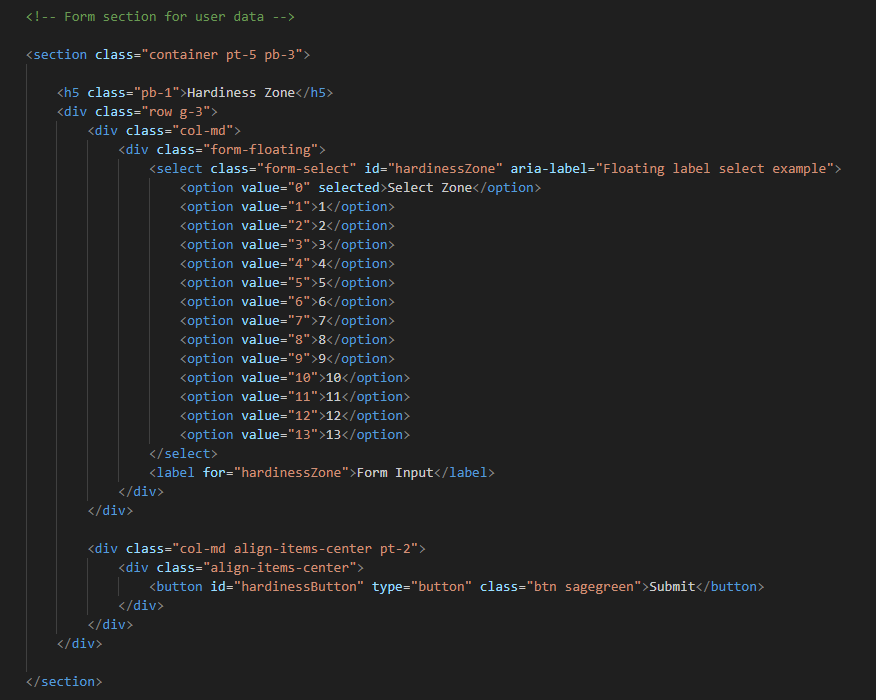 <!-- Form section for user data -->
<section class="container pt-5 pb-3">
<h5 class="pb-1">Hardiness Zone</h5>
<div class="row g-3">
<div class="col-md">
<div class="form-floating">
<select class="form-select" id="hardinessZone" aria-label="Floating label select example">
<option value="0" selected>Select Zone</option>
<option value="1">1</option>
<option value="2">2</option>
<option value="3">3</option>
<option value="4">4</option>
<option value="5">5</option>
<option value="6">6</option>
<option value="7">7</option>
<option value="8">8</option>
<option value="9">9</option>
<option value="10">10</option>
<option value="11">11</option>
<option value="12">12</option>
<option value="13">13</option>
</select>
<label for="hardinessZone">Form Input</label>
</div>
</div>
<div class="col-md align-items-center pt-2">
<div class="align-items-center">
<button id="hardinessButton" type="button" class="btn sagegreen">Submit</button>
</div>
</div>
</div>
</section>